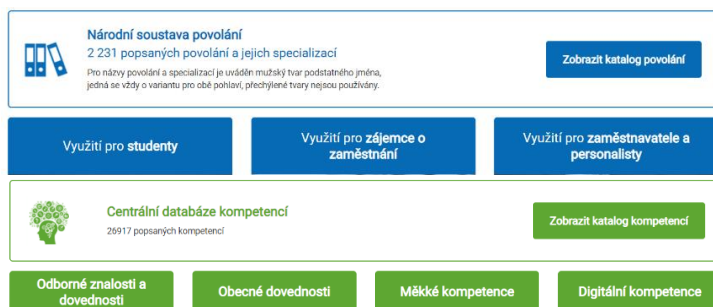 Národní soustava povolání
2 231 popsaných povolání a jejich specializací
Pro názvy povolání a specializací je uváděn mužský tvar podstatného jména,
jedná se vždy o variantu pro obě pohlaví, přechýlené tvary nejsou používány.
Zobrazit katalog povolání
Využití pro studenty
Využití pro zájemce o
zaměstnání
Využití pro zaměstnavatele a
personalisty
Centrální databáze kompetencí
26917 popsaných kompetencí
Zobrazit katalog kompetencí
Odborné znalosti a
dovednosti
Obecné dovednosti
Měkké kompetence
Digitální kompetence